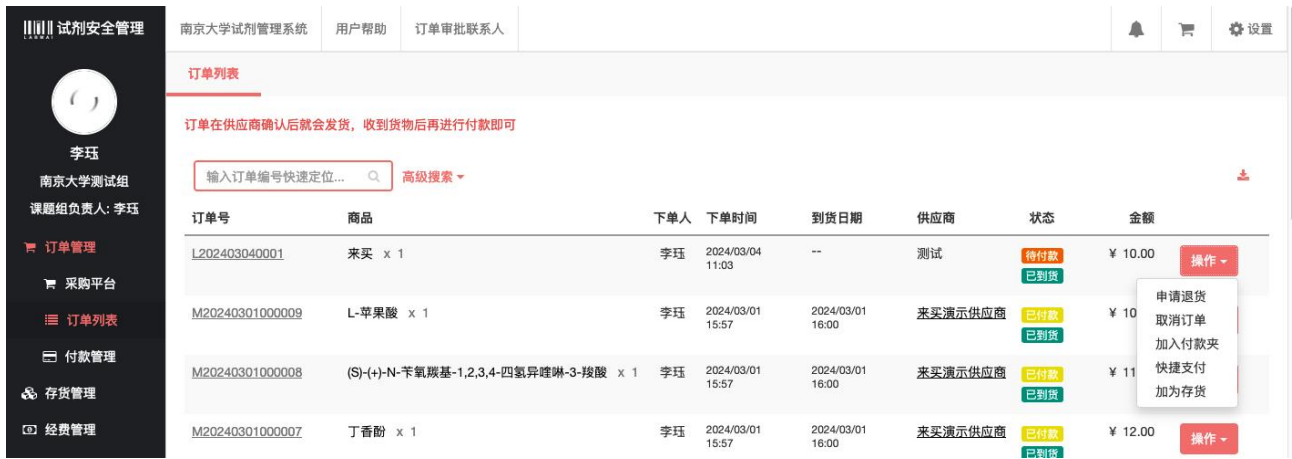 试剂安全管理
LABMAI
南京大学试剂管理系统 用户帮助 订单审批联系人 设置
订单列表
李珏
南京大学测试组
课题组负责人: 李珏
订单管理
采购平台
订单列表
付款管理
存货管理
经费管理
订单在供应商确认后就会发货，收到货物后再进行付款即可
输入订单编号快速定位... 高级搜索
订单号 商品 下单人 下单时间 到货日期 供应商 状态 金额
L202403040001 来买 x 1 李珏 2024/03/04 11:03 -- 测试 待付款 已到货 ¥ 10.00 操作
申请退货
取消订单
加入付款夹
快捷支付
加为存货
M20240301000009 L-苹果酸 x 1 李珏 2024/03/01 15:57 2024/03/01 16:00 来买演示供应商 已付款 已到货 ¥ 10
M20240301000008 (S)-(+)-N-苄氧羰基-1,2,3,4-四氢异喹啉-3-羧酸 x 1 李珏 2024/03/01 15:57 2024/03/01 16:00 来买演示供应商 已付款 已到货 ¥ 11
M20240301000007 丁香酚 x 1 李珏 2024/03/01 15:57 2024/03/01 16:00 来买演示供应商 已付款 已到货 ¥ 12.00 操作